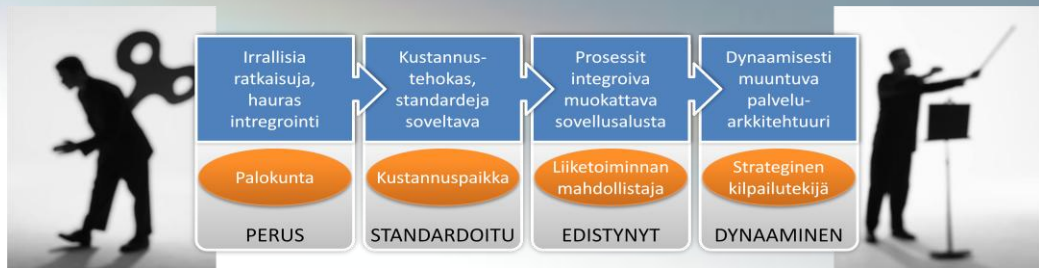 Irrallisia
ratkaisuja,
hauras
intregrointi
Palokunta
PERUS
Kustannus-
tehokas,
standardeja
soveltava
Kustannuspaikka
STANDARDOITU
Prosessit
integroiva
muokattava
sovellusalusta
Liiketoiminnan
mahdollistaja
EDISTYNYT
Dynaamisesti
muuntuva
palvelu-
arkkitehtuuri
Strateginen
kilpailutekijä
DYNAAMINEN